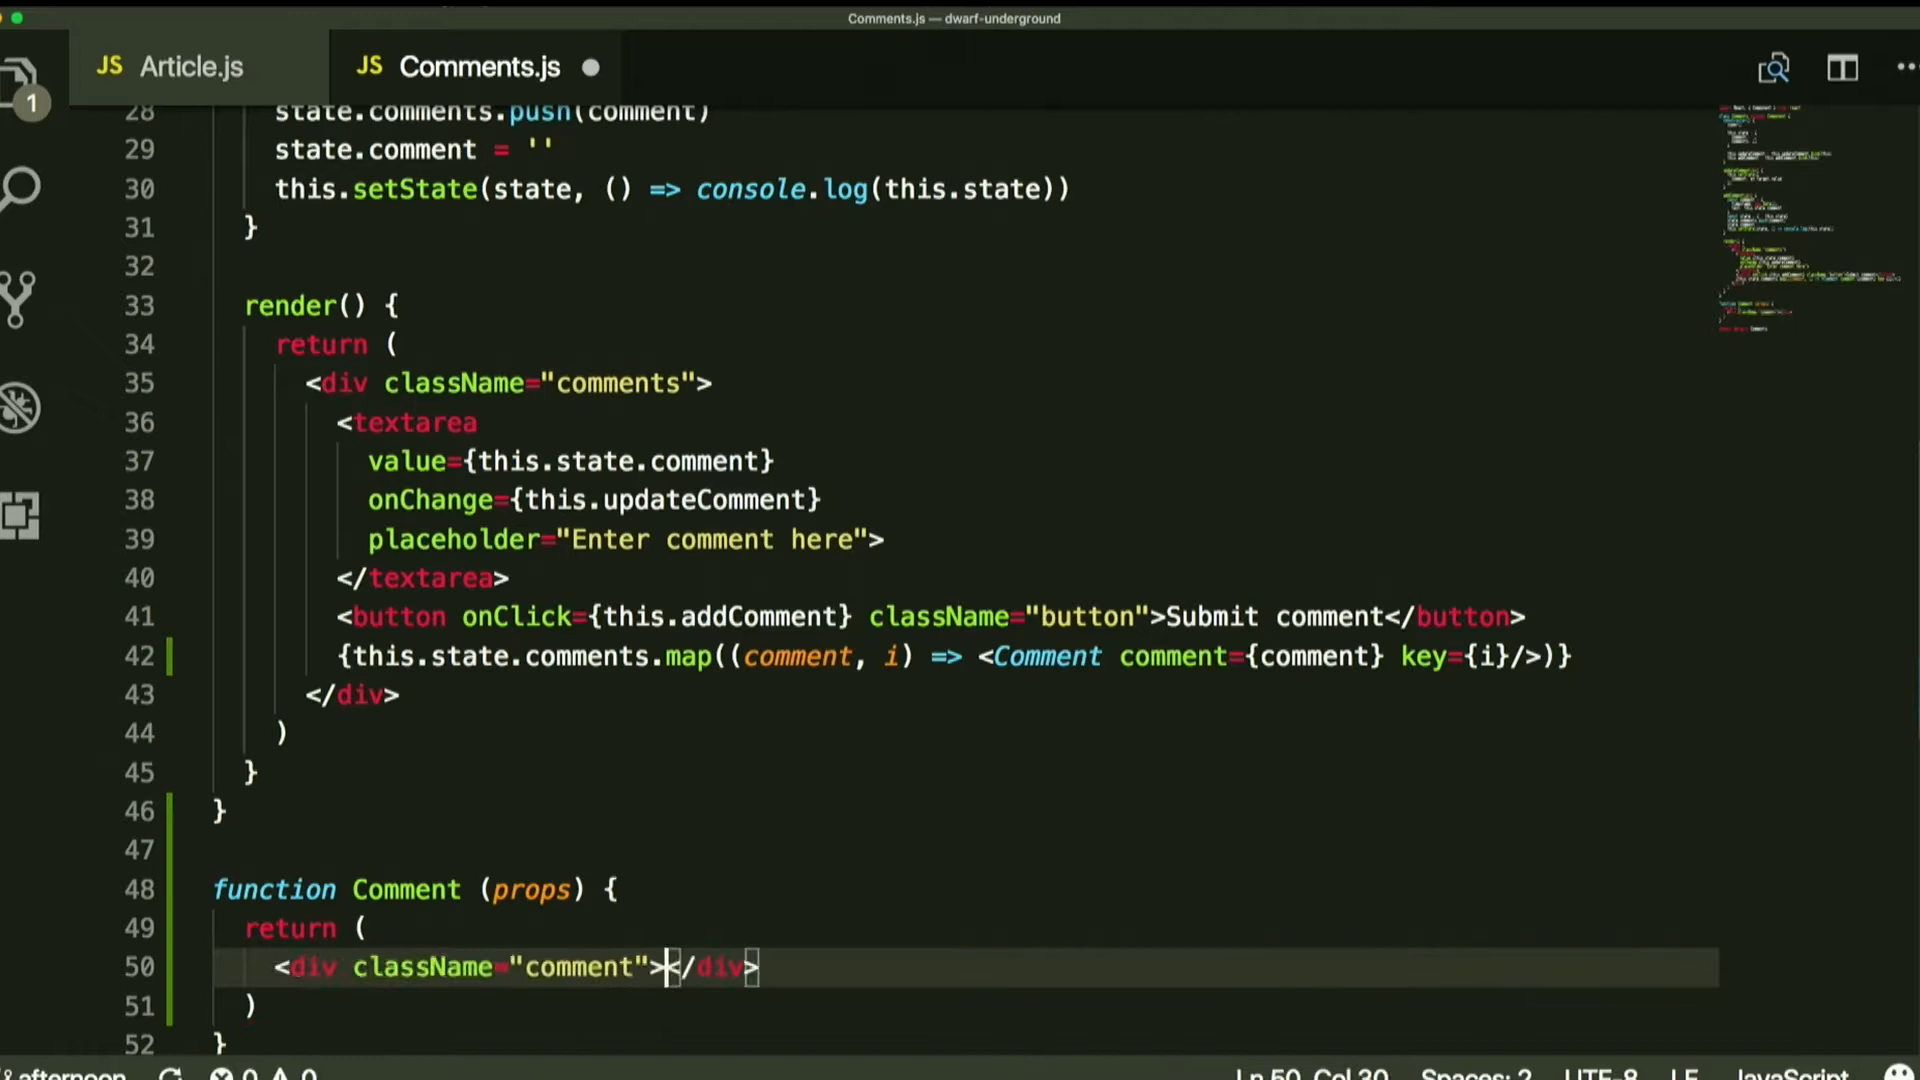 Comments.js — dwarf-underground
JS Article.js
JS Comments.js
1
28 state.comments.push(comment)
29 state.comment = ''
30 this.setState(state, () => console.log(this.state))
31 }
32
33 render() {
34 return (
35 <div className="comments">
36 <textarea
37 value={this.state.comment}
38 onChange={this.updateComment}
39 placeholder="Enter comment here">
40 </textarea>
41 <button onClick={this.addComment} className="button">Submit comment</button>
42 {this.state.comments.map((comment, i) => <Comment comment={comment} key={i}/>)}
43 </div>
44 )
45 }
46 }
47
48 function Comment (props) {
49 return (
50 <div className="comment"></div>
51 )
52 }
afternoon 0 0 Ln 50, Col 30 Spaces: 2 UTF-8 LF JavaScript